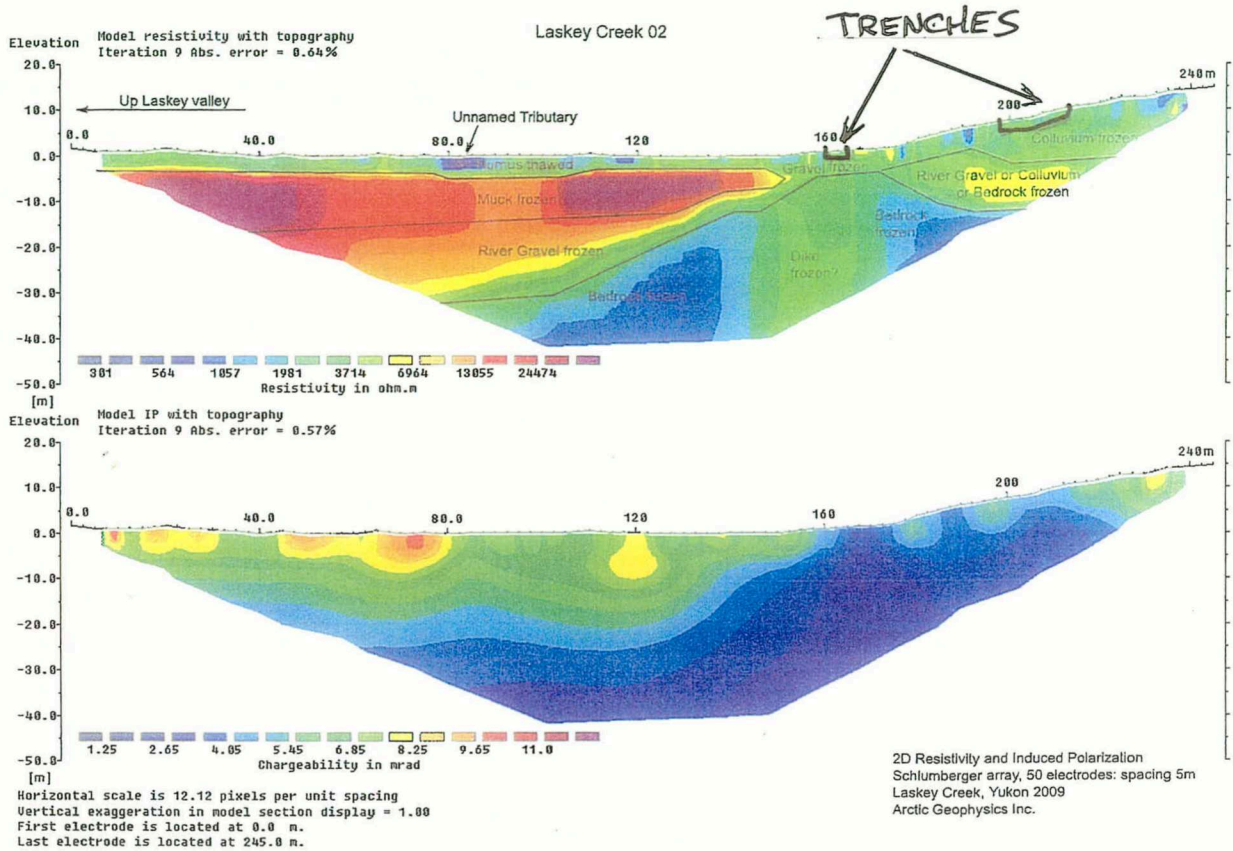 Laskey Creek 02
TRENCHES
Elevation
Model resistivity with topography
Iteration 9 Abs. error = 0.64%
20.0
10.0
0.0
-10.0
-20.0
-30.0
-40.0
-50.0
[m]
Up Laskey valley
Unnamed Tributary
0.0 40.0 80.0 120 160 200 240m
Humus thawed
Muck frozen
River Gravel frozen
Bedrock frozen
Gravel frozen
Dike
frozen?
Bedrock
frozen
Colluvium frozen
River Gravel or Colluvium
or Bedrock frozen
301 564 1057 1981 3714 6964 13055 24474
Resistivity in ohm.m
Elevation
Model IP with topography
Iteration 9 Abs. error = 0.57%
20.0
10.0
0.0
-10.0
-20.0
-30.0
-40.0
-50.0
[m]
0.0 40.0 80.0 120 160 200 240m
1.25 2.65 4.05 5.45 6.85 8.25 9.65 11.0
Chargeability in mrad
Horizontal scale is 12.12 pixels per unit spacing
Vertical exaggeration in model section display = 1.00
First electrode is located at 0.0 m.
Last electrode is located at 245.0 m.
2D Resistivity and Induced Polarization
Schlumberger array, 50 electrodes: spacing 5m
Laskey Creek, Yukon 2009
Arctic Geophysics Inc.